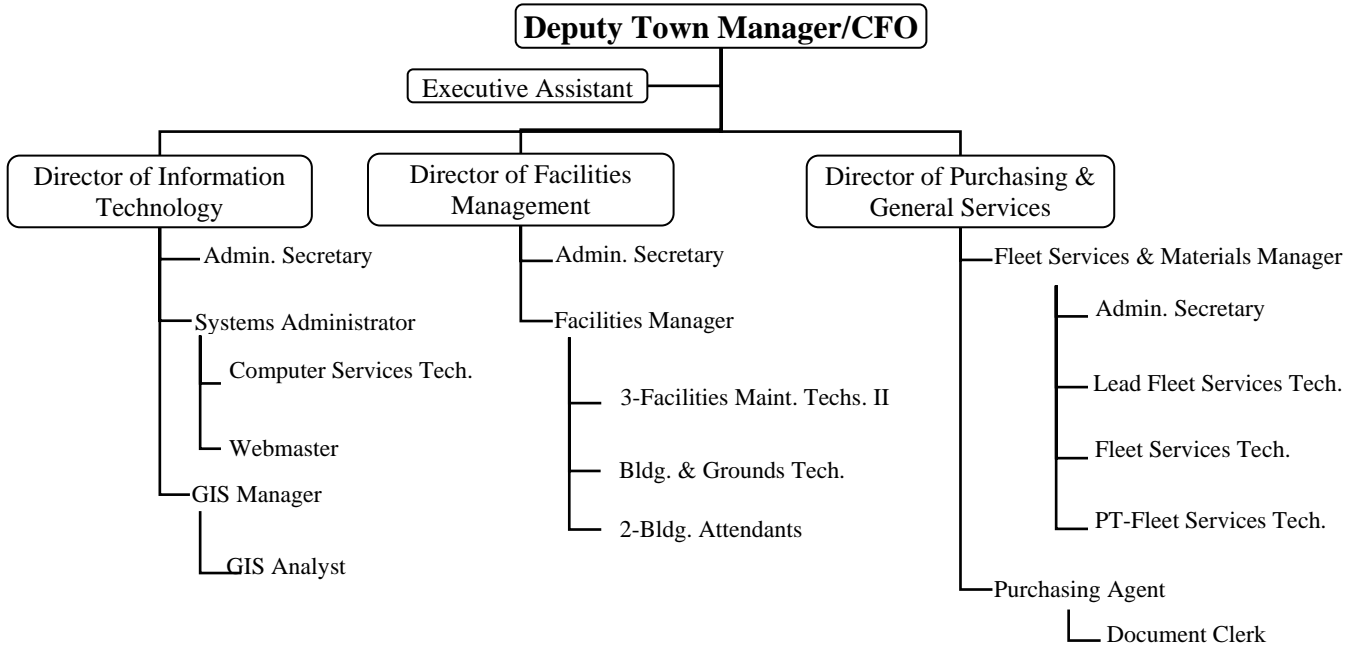 Deputy Town Manager/CFO
Executive Assistant
Director of Information
Technology
Admin. Secretary
Systems Administrator
Computer Services Tech.
Webmaster
GIS Manager
GIS Analyst
Director of Facilities
Management
Admin. Secretary
Facilities Manager
3-Facilities Maint. Techs. II
Bldg. & Grounds Tech.
2-Bldg. Attendants
Director of Purchasing &
General Services
Fleet Services & Materials Manager
Admin. Secretary
Lead Fleet Services Tech.
Fleet Services Tech.
PT-Fleet Services Tech.
Purchasing Agent
Document Clerk